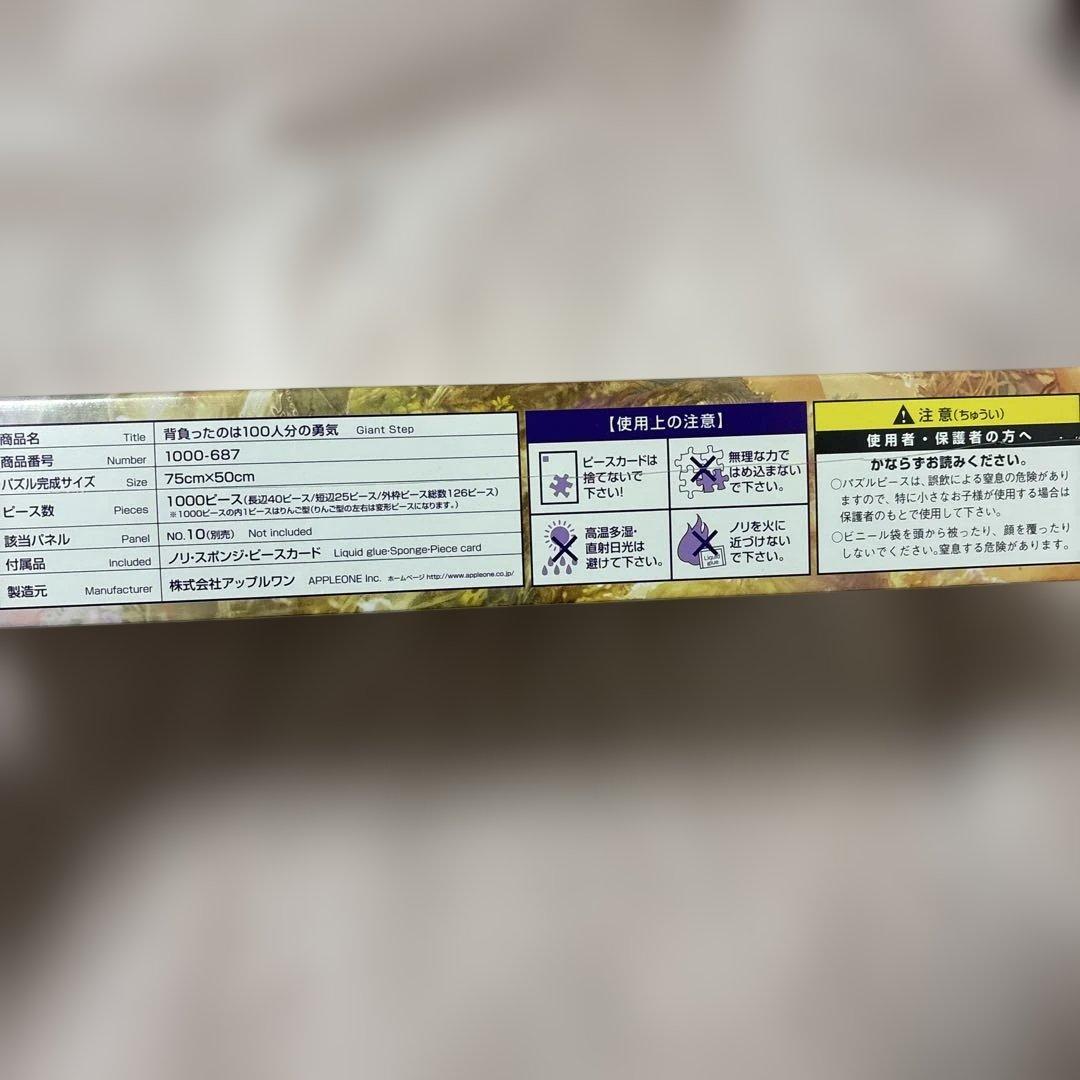 商品名 Title 背負ったのは100人分の勇気 Giant Step
商品番号 Number 1000-687
パズル完成サイズ Size 75cm×50cm
ピース数 Pieces 1000ピース(長辺40ピース/短辺25ピース/外枠ピース総数126ピース)
※1000ピースの内1ピースはりんご型(りんご型の左右は変形ピースになります。)
該当パネル Panel NO.10(別売) Not included
付属品 Included ノリ・スポンジ・ピースカード Liquid glue・Sponge・Piece card
製造元 Manufacturer 株式会社アップルワン APPLEONE Inc. ホームページ http://www.appleone.co.jp/
【使用上の注意】
ピースカードは
捨てないで
下さい!
無理な力で
はめ込まない
で下さい。
高温多湿・
直射日光は
避けて下さい。
Liquid
glue
ノリを火に
近づけない
で下さい。
注意(ちゅうい)
使用者・保護者の方へ
かならずお読みください。
○パズルピースは、誤飲による窒息の危険があり
ますので、特に小さなお子様が使用する場合は
保護者のもとで使用して下さい。
○ビニール袋を頭から被ったり、顔を覆ったり
しないでください。窒息する危険があります。